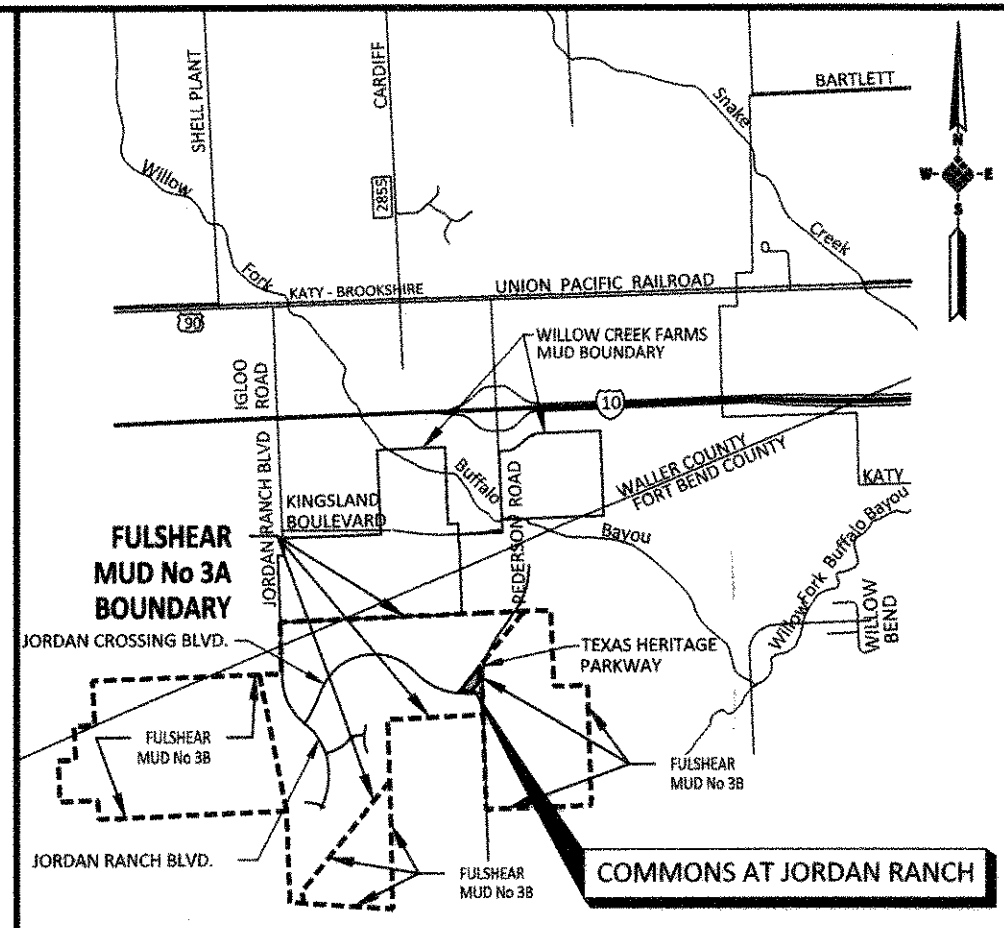 SHELL PLANT
CARDIFF
2855
BARTLETT
Snake
Creek
N
W
E
S
Willow
Fork
KATY - BROOKSHIRE
UNION PACIFIC RAILROAD
90
WILLOW CREEK FARMS
MUD BOUNDARY
IGLOO
ROAD
10
JORDAN RANCH BLVD
KINGSLAND
BOULEVARD
Buffalo
Bayou
PEDERSON ROAD
WALLER COUNTY
FORT BEND COUNTY
KATY
Willow Fork Buffalo Bayou
WILLOW
BEND
FULSHEAR
MUD No 3A
BOUNDARY
JORDAN CROSSING BLVD.
TEXAS HERITAGE
PARKWAY
FULSHEAR
MUD No 3B
FULSHEAR
MUD No 3B
JORDAN RANCH BLVD.
FULSHEAR
MUD No 3B
COMMONS AT JORDAN RANCH